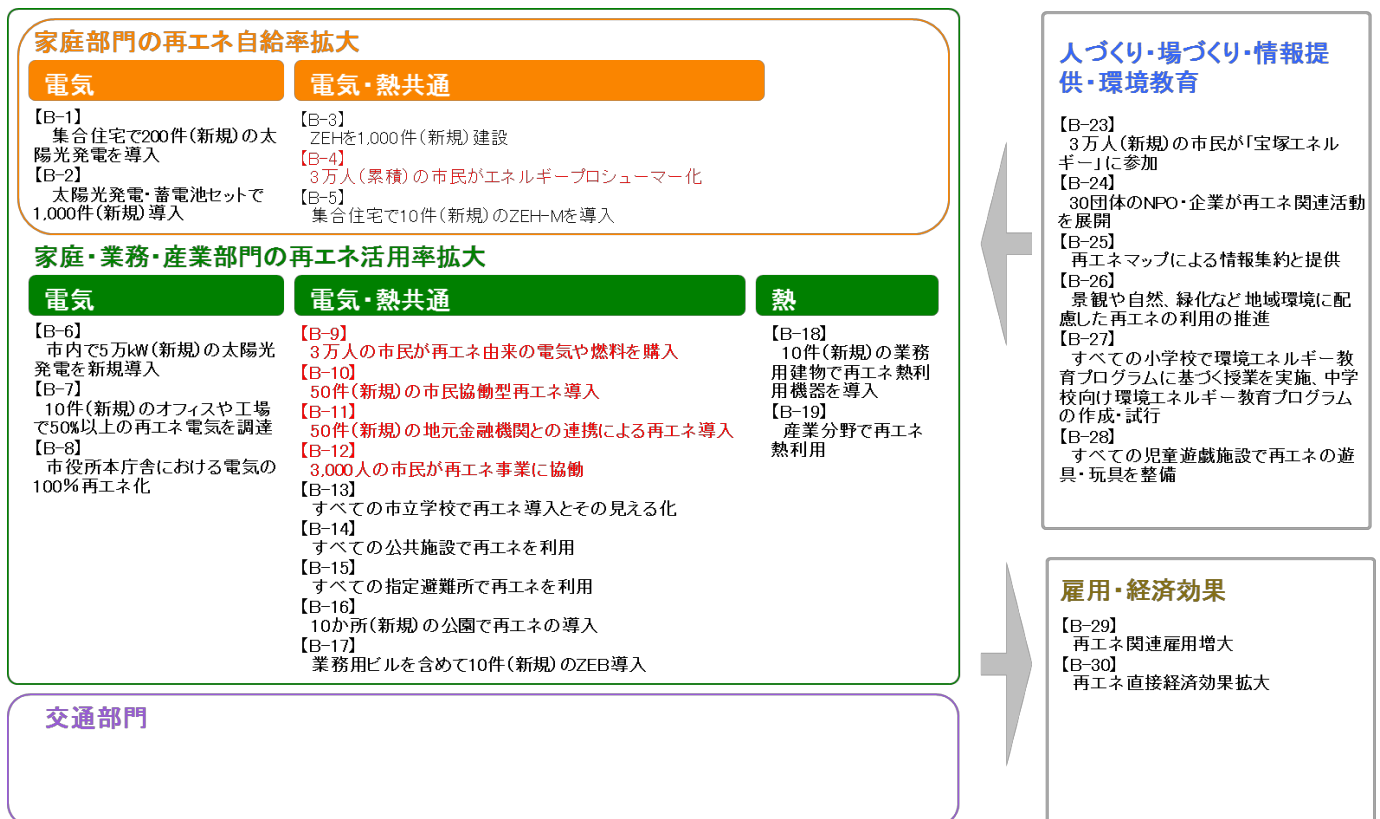 家庭部門の再エネ自給率拡大
電気
【B-1】
集合住宅で200件(新規)の太
陽光発電を導入
【B-2】
太陽光発電・蓄電池セットで
1,000件(新規)導入
電気・熱共通
【B-3】
ZEHを1,000件(新規)建設
【B-4】
3万人(累積)の市民がエネルギープロシューマー化
【B-5】
集合住宅で10件(新規)のZEH-Mを導入
家庭・業務・産業部門の再エネ活用率拡大
電気
【B-6】
市内で5万kW(新規)の太陽光
発電を新規導入
【B-7】
10件(新規)のオフィスや工場
で50%以上の再エネ電気を調達
【B-8】
市役所本庁舎における電気の
100%再エネ化
電気・熱共通
【B-9】
3万人の市民が再エネ由来の電気や燃料を購入
【B-10】
50件(新規)の市民協働型再エネ導入
【B-11】
50件(新規)の地元金融機関との連携による再エネ導入
【B-12】
3,000人の市民が再エネ事業に協働
【B-13】
すべての市立学校で再エネ導入とその見える化
【B-14】
すべての公共施設で再エネを利用
【B-15】
すべての指定避難所で再エネを利用
【B-16】
10か所(新規)の公園で再エネの導入
【B-17】
業務用ビルを含めて10件(新規)のZEB導入
熱
【B-18】
10件(新規)の業務
用建物で再エネ熱利
用機器を導入
【B-19】
産業分野で再エネ
熱利用
交通部門
人づくり・場づくり・情報提
供・環境教育
【B-23】
3万人(新規)の市民が「宝塚エネル
ギー」に参加
【B-24】
30団体のNPO・企業が再エネ関連活動
を展開
【B-25】
再エネマップによる情報集約と提供
【B-26】
景観や自然、緑化など地域環境に配
慮した再エネの利用の推進
【B-27】
すべての小学校で環境エネルギー教
育プログラムに基づく授業を実施、中学
校向け環境エネルギー教育プログラム
の作成・試行
【B-28】
すべての児童遊戯施設で再エネの遊
具・玩具を整備
雇用・経済効果
【B-29】
再エネ関連雇用増大
【B-30】
再エネ直接経済効果拡大